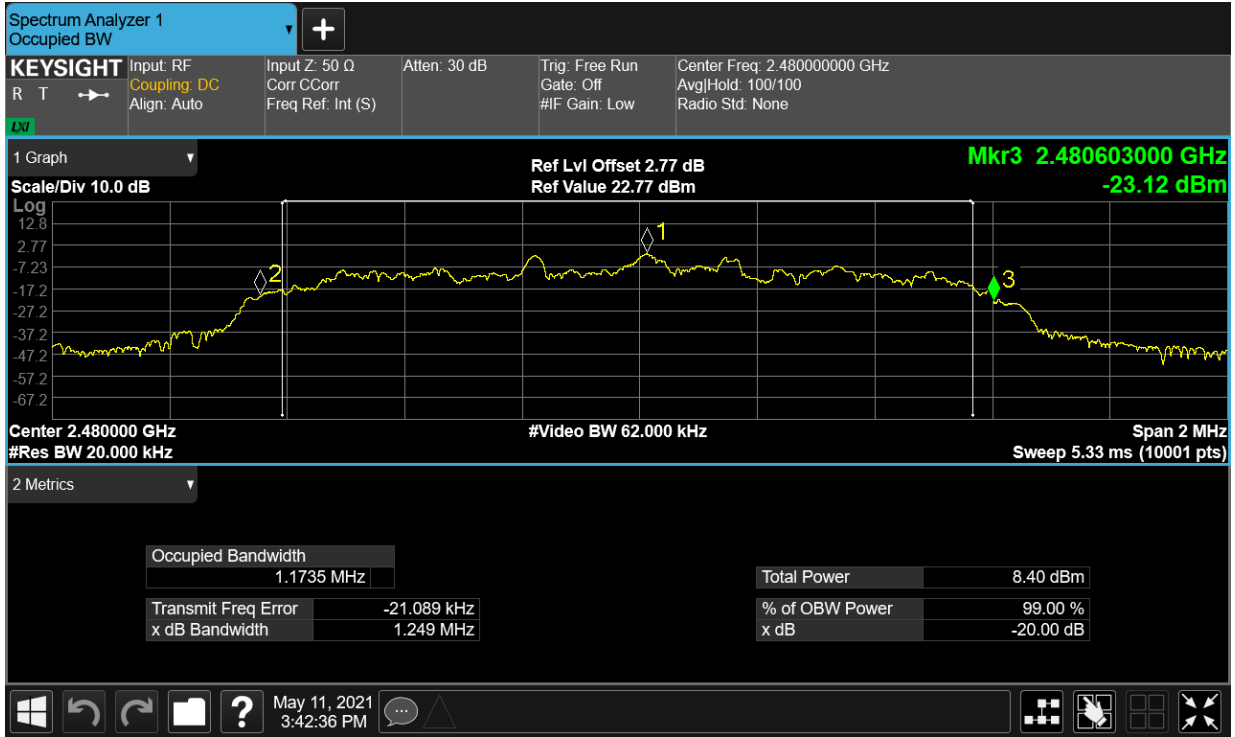 Spectrum Analyzer 1
Occupied BW
KEYSIGHT
R T
LXI
Input: RF
Coupling: DC
Align: Auto
Input Z: 50 Ω
Corr CCorr
Freq Ref: Int (S)
Atten: 30 dB
Trig: Free Run
Gate: Off
#IF Gain: Low
Center Freq: 2.480000000 GHz
Avg|Hold: 100/100
Radio Std: None
1 Graph
Scale/Div 10.0 dB
Ref Lvl Offset 2.77 dB
Ref Value 22.77 dBm
Mkr3 2.480603000 GHz
-23.12 dBm
Log
12.8
2.77
-7.23
-17.2
-27.2
-37.2
-47.2
-57.2
-67.2
1
2
3
Center 2.480000 GHz
#Res BW 20.000 kHz
#Video BW 62.000 kHz
Span 2 MHz
Sweep 5.33 ms (10001 pts)
2 Metrics
Occupied Bandwidth
1.1735 MHz
Transmit Freq Error -21.089 kHz
x dB Bandwidth 1.249 MHz
Total Power 8.40 dBm
% of OBW Power 99.00 %
x dB -20.00 dB
?
May 11, 2021
3:42:36 PM